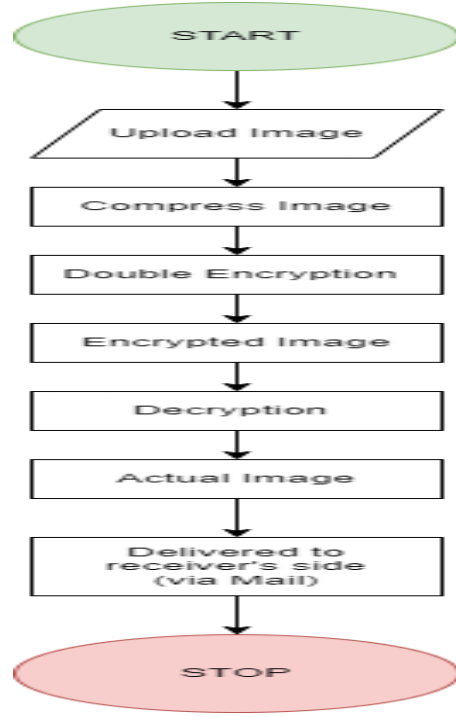 START
Upload Image
Compress Image
Double Encryption
Encrypted Image
Decryption
Actual Image
Delivered to
receiver's side
(via Mail)
STOP